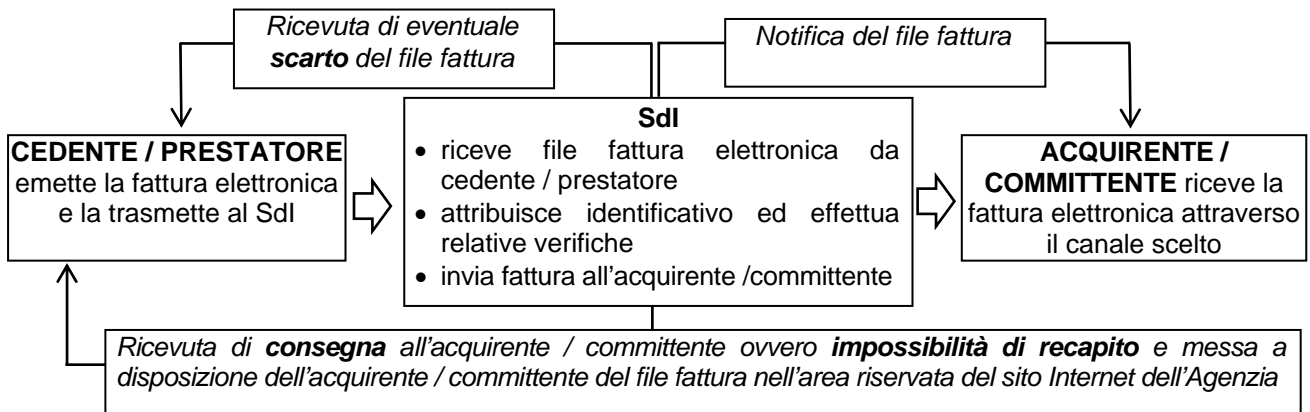 Ricevuta di eventuale
scarto del file fattura
Notifica del file fattura
CEDENTE / PRESTATORE
emette la fattura elettronica
e la trasmette al SdI
SdI
• riceve file fattura elettronica da
cedente / prestatore
• attribuisce identificativo ed effettua
relative verifiche
• invia fattura all'acquirente /committente
ACQUIRENTE /
COMMITTENTE riceve la
fattura elettronica attraverso
il canale scelto
Ricevuta di consegna all'acquirente / committente ovvero impossibilità di recapito e messa a
disposizione dell'acquirente / committente del file fattura nell'area riservata del sito Internet dell'Agenzia